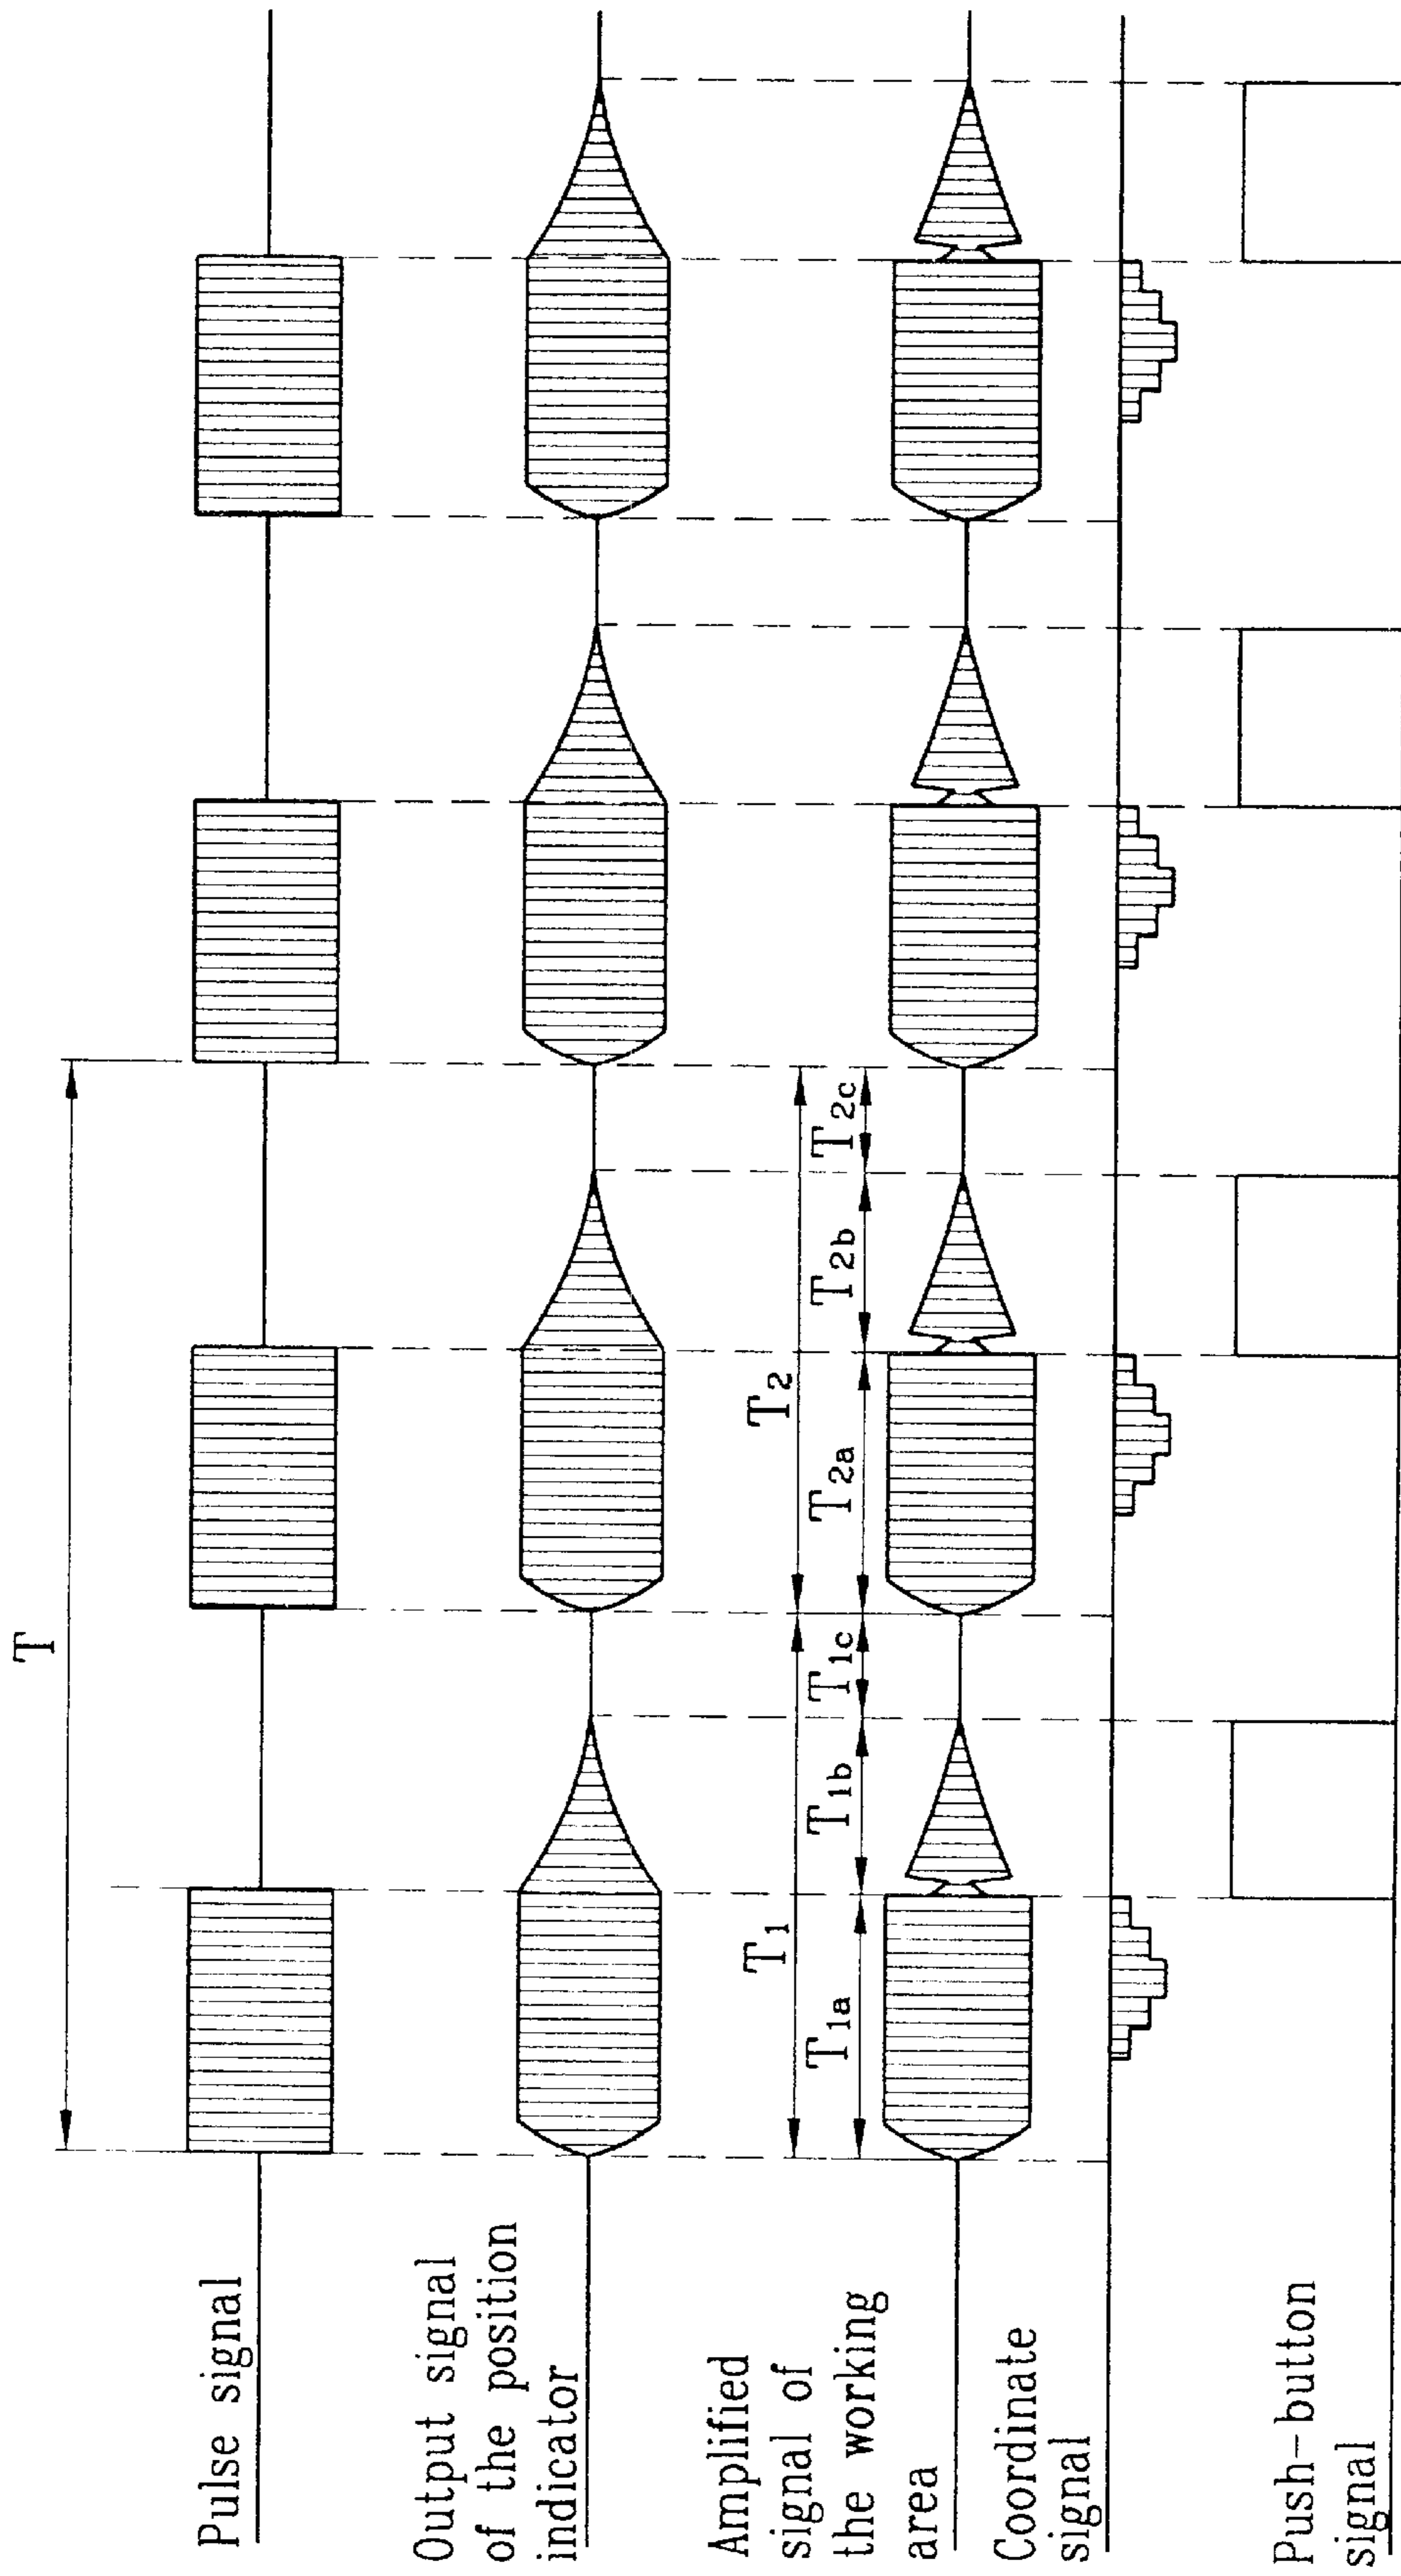 T
Pulse signal
Output signal
of the position
indicator
T₁
T₂
T₁ₐ
T₁b
T₁c
T₂ₐ
T₂b
T₂c
Amplified
signal of
the working
area
Coordinate
signal
Push-button
signal